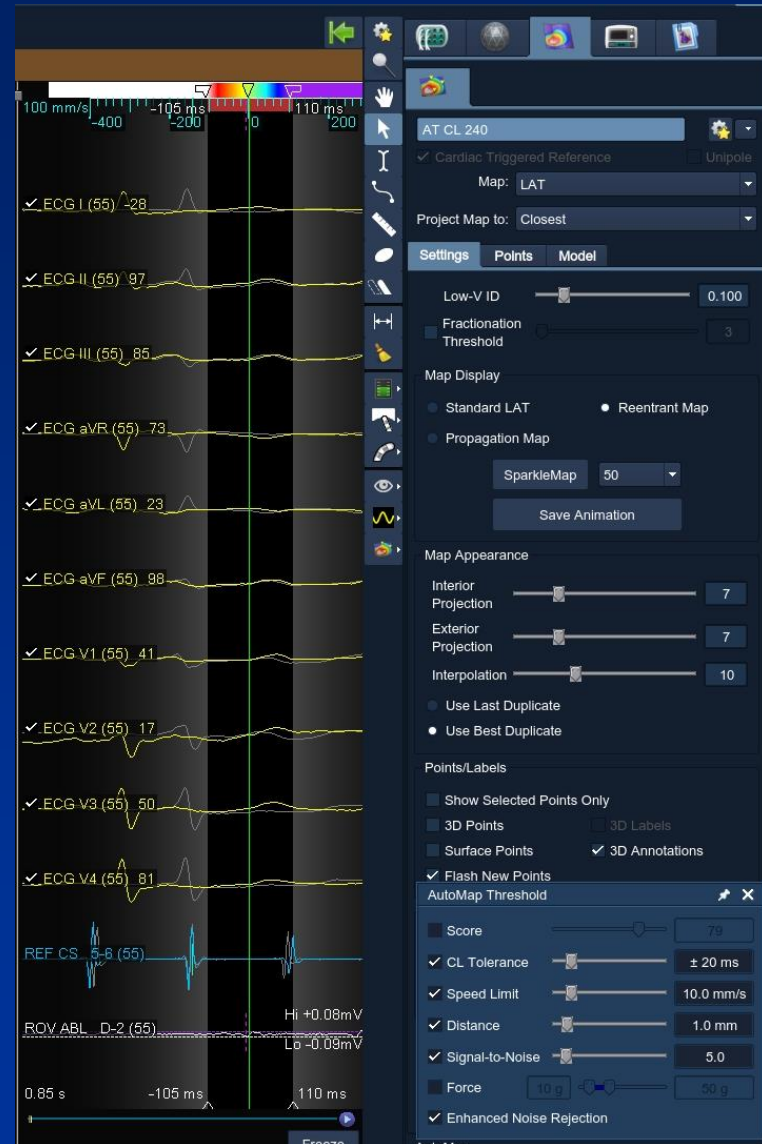 100 mm/s
-105 ms
110 ms
-400
-200
0
200
ECG I (55) -28
ECG II (55) 97
ECG III (55) 85
ECG aVR (55) 73
ECG aVL (55) 23
ECG aVF (55) 98
ECG V1 (55) 41
ECG V2 (55) 17
ECG V3 (55) 50
ECG V4 (55) 81
REF CS 5-6 (55)
Hi +0.08mV
ROV ABL D-2 (55)
Lo -0.09mV
0.85 s
-105 ms
110 ms
Freeze
AT CL 240
Cardiac Triggered Reference
Unipole
Map: LAT
Project Map to: Closest
Settings Points Model
Low-V ID 0.100
Fractionation
Threshold
3
Map Display
Standard LAT Reentrant Map
Propagation Map
SparkleMap 50
Save Animation
Map Appearance
Interior
Projection
7
Exterior
Projection
7
Interpolation 10
Use Last Duplicate
Use Best Duplicate
Points/Labels
Show Selected Points Only
3D Points 3D Labels
Surface Points 3D Annotations
Flash New Points
AutoMap Threshold
Score 79
CL Tolerance ± 20 ms
Speed Limit 10.0 mm/s
Distance 1.0 mm
Signal-to-Noise 5.0
Force 10 g 50 g
Enhanced Noise Rejection